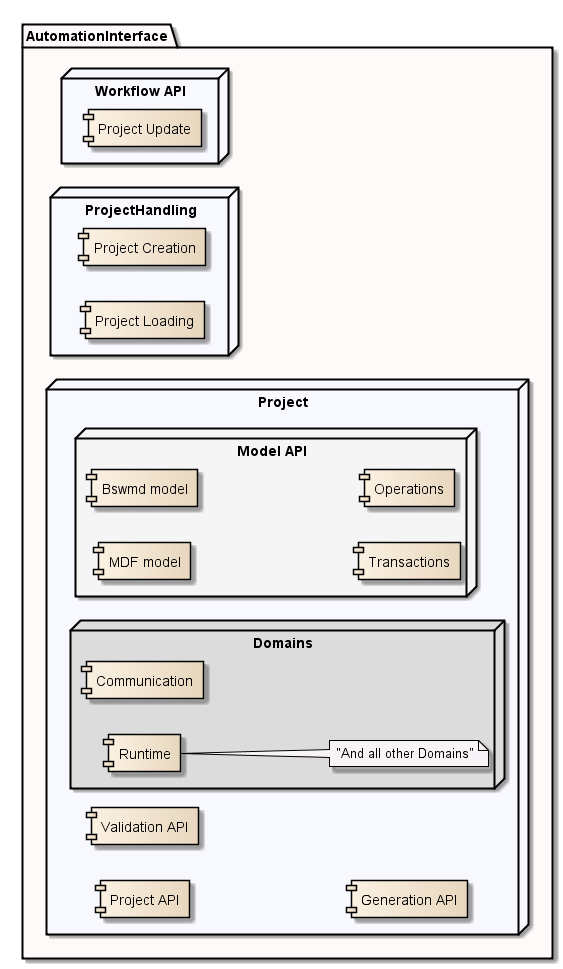 AutomationInterface
Workflow API
Project Update
ProjectHandling
Project Creation
Project Loading
Project
Model API
Bswmd model
Operations
MDF model
Transactions
Domains
Communication
Runtime
"And all other Domains"
Validation API
Project API
Generation API